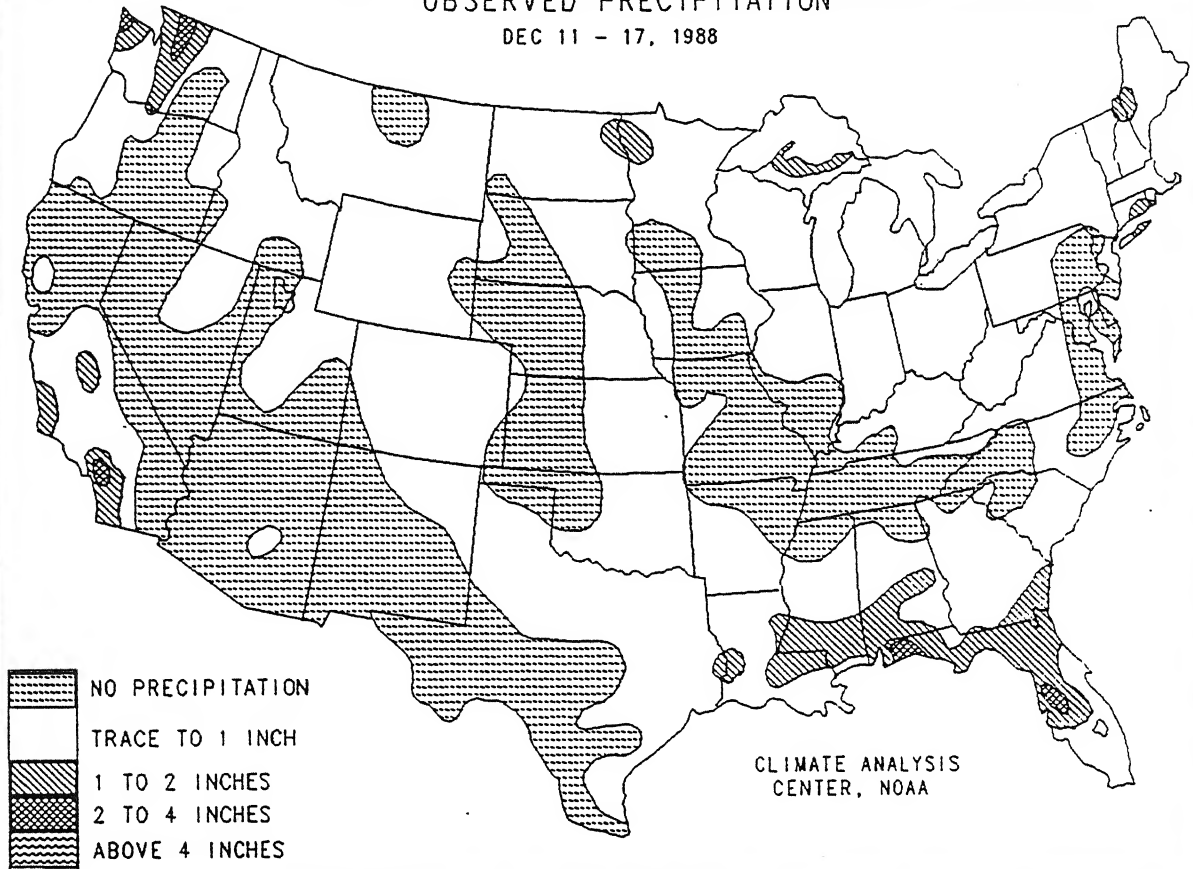 OBSERVED PRECIPITATION
DEC 11 - 17, 1988
NO PRECIPITATION
TRACE TO 1 INCH
1 TO 2 INCHES
2 TO 4 INCHES
ABOVE 4 INCHES
CLIMATE ANALYSIS
CENTER, NOAA